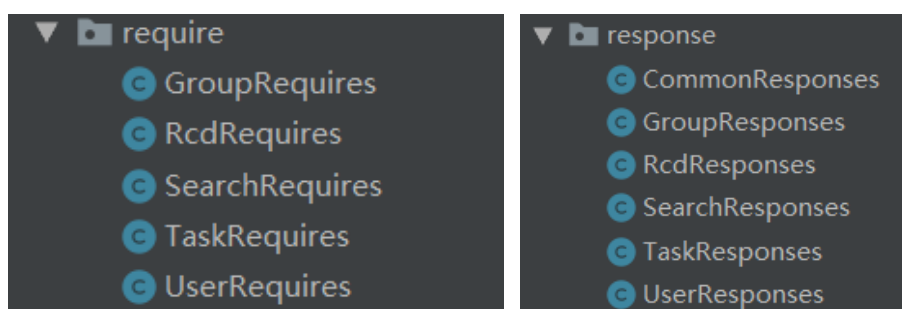 require
GroupRequires
RcdRequires
SearchRequires
TaskRequires
UserRequires
response
CommonResponses
GroupResponses
RcdResponses
SearchResponses
TaskResponses
UserResponses